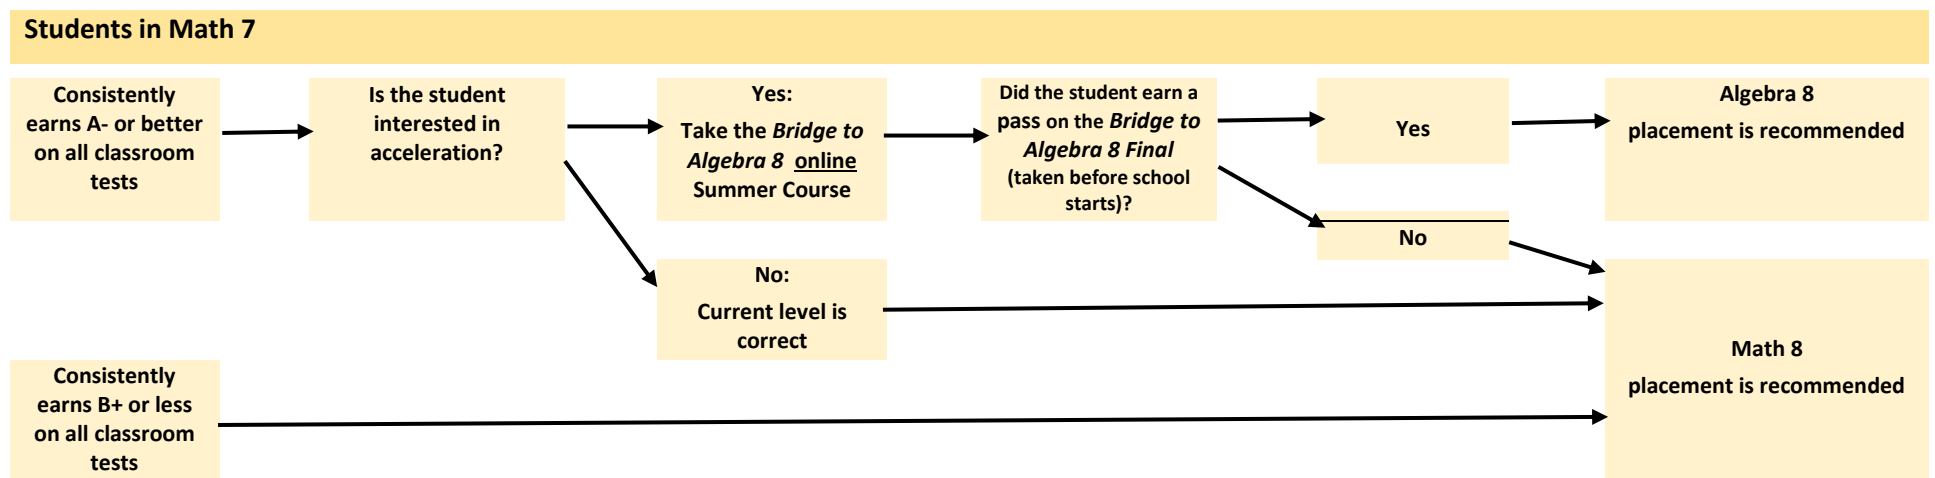 Students in Math 7
Consistently
earns A- or better
on all classroom
tests
Is the student
interested in
acceleration?
Yes:
Take the Bridge to
Algebra 8 online
Summer Course
Did the student earn a
pass on the Bridge to
Algebra 8 Final
(taken before school
starts)?
Yes
Algebra 8
placement is recommended
No
No:
Current level is
correct
Math 8
placement is recommended
Consistently
earns B+ or less
on all classroom
tests